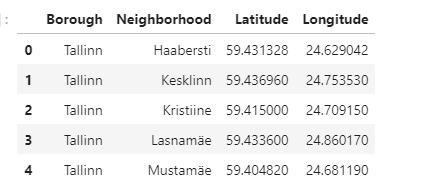 : Borough Neighborhood Latitude Longitude
0 Tallinn Haabersti 59.431328 24.629042
1 Tallinn Kesklinn 59.436960 24.753530
2 Tallinn Kristiine 59.415000 24.709150
3 Tallinn Lasnamäe 59.433600 24.860170
4 Tallinn Mustamäe 59.404820 24.681190